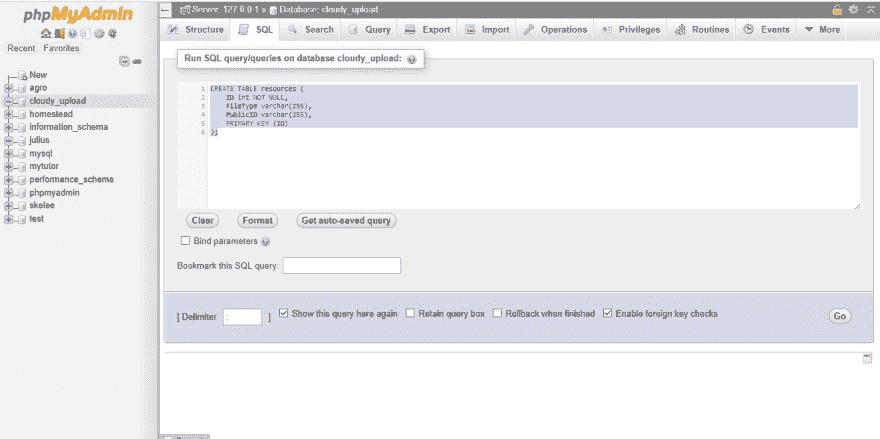 phpMyAdmin
Recent Favorites
New
agro
cloudy_upload
homestead
information_schema
julius
mysql
mytutor
performance_schema
phpmyadmin
skelee
test
Server: 127.0.0.1 » Database: cloudy_upload
Structure SQL Search Query Export Import Operations Privileges Routines Events More
Run SQL query/queries on database cloudy_upload:
1 CREATE TABLE resources (
2 ID int NOT NULL,
3 FileType varchar(255),
4 PublicID varchar(255),
5 PRIMARY KEY (ID)
6 );
Clear Format Get auto-saved query
Bind parameters
Bookmark this SQL query:
[ Delimiter ; ] Show this query here again Retain query box Rollback when finished Enable foreign key checks Go